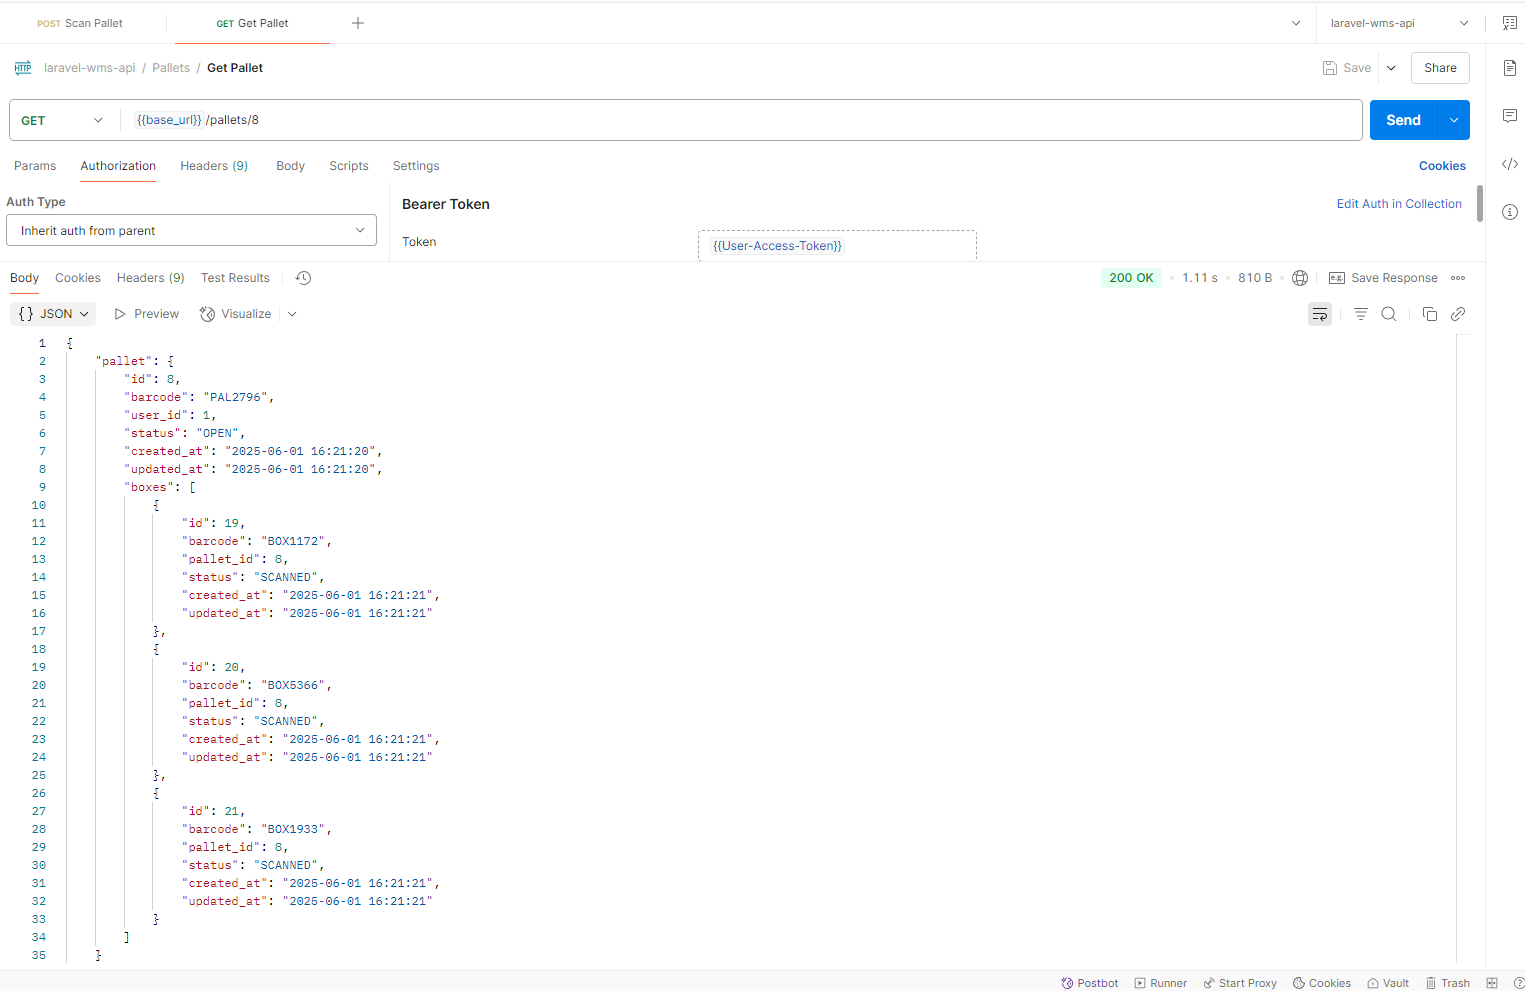 POST Scan Pallet
GET Get Pallet
laravel-wms-api
HTTP laravel-wms-api / Pallets / Get Pallet
Save
Share
GET
{{base_url}} /pallets/8
Send
Params Authorization Headers (9) Body Scripts Settings
Cookies
Auth Type
Inherit auth from parent
Bearer Token
Edit Auth in Collection
Token
{{User-Access-Token}}
Body Cookies Headers (9) Test Results
200 OK • 1.11 s • 810 B •
e.g. Save Response
{} JSON Preview Visualize
1 {
2 "pallet": {
3 "id": 8,
4 "barcode": "PAL2796",
5 "user_id": 1,
6 "status": "OPEN",
7 "created_at": "2025-06-01 16:21:20",
8 "updated_at": "2025-06-01 16:21:20",
9 "boxes": [
10 {
11 "id": 19,
12 "barcode": "BOX1172",
13 "pallet_id": 8,
14 "status": "SCANNED",
15 "created_at": "2025-06-01 16:21:21",
16 "updated_at": "2025-06-01 16:21:21"
17 },
18 {
19 "id": 20,
20 "barcode": "BOX5366",
21 "pallet_id": 8,
22 "status": "SCANNED",
23 "created_at": "2025-06-01 16:21:21",
24 "updated_at": "2025-06-01 16:21:21"
25 },
26 {
27 "id": 21,
28 "barcode": "BOX1933",
29 "pallet_id": 8,
30 "status": "SCANNED",
31 "created_at": "2025-06-01 16:21:21",
32 "updated_at": "2025-06-01 16:21:21"
33 }
34 ]
35 }
Postbot Runner Start Proxy Cookies Vault Trash